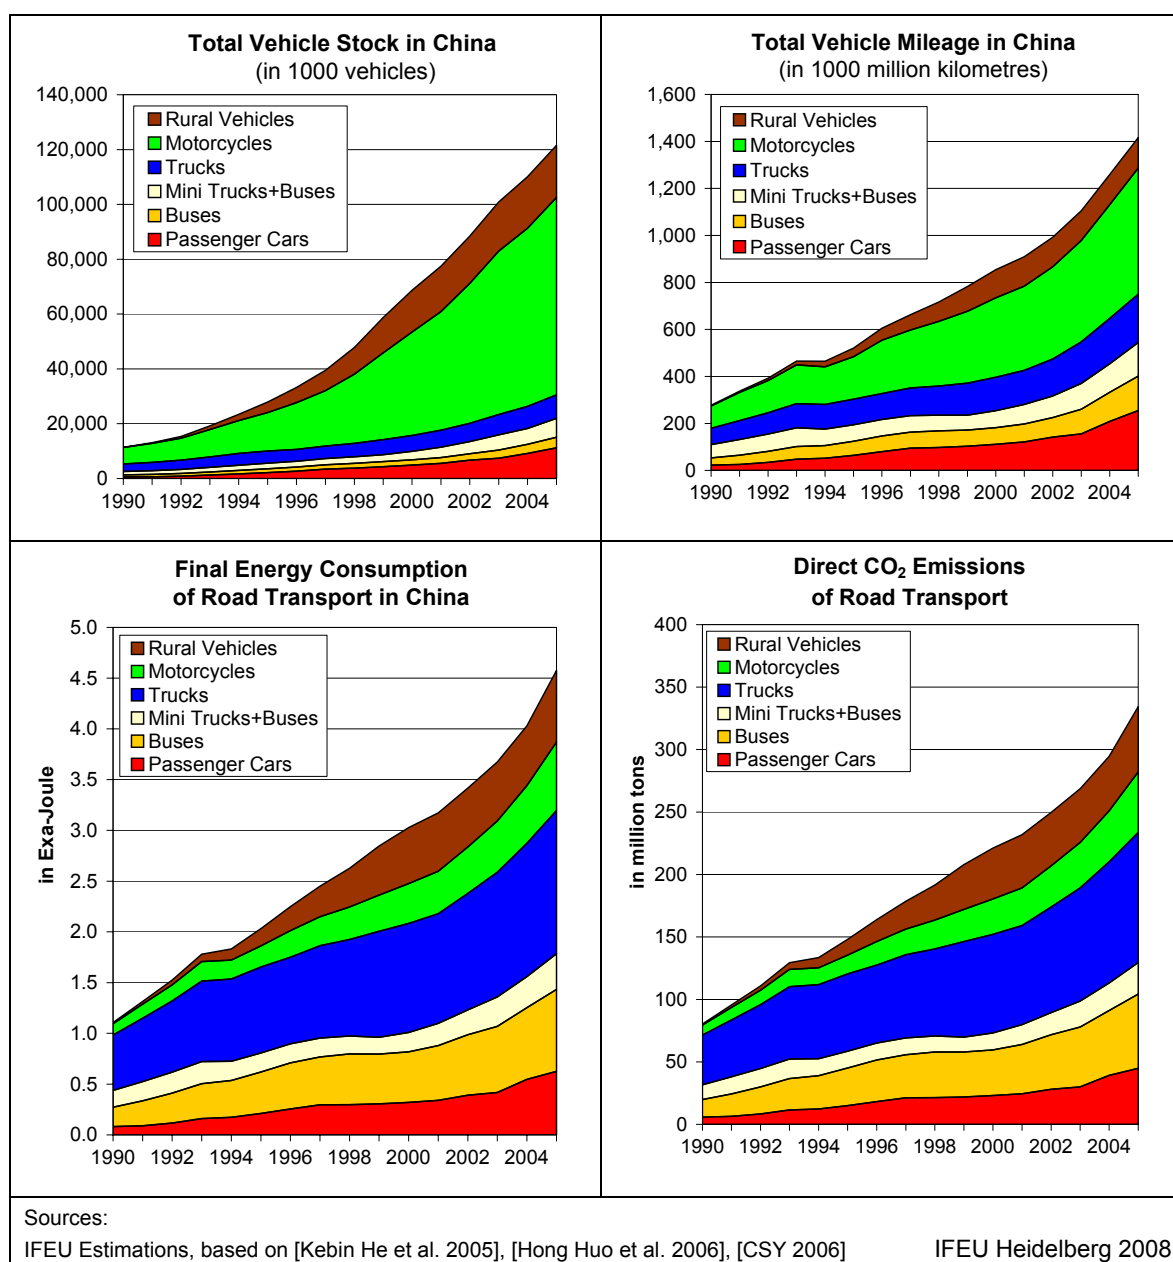 Total Vehicle Stock in China
(in 1000 vehicles)
140,000
120,000
100,000
80,000
60,000
40,000
20,000
0
Rural Vehicles
Motorcycles
Trucks
Mini Trucks+Buses
Buses
Passenger Cars
1990 1992 1994 1996 1998 2000 2002 2004
Total Vehicle Mileage in China
(in 1000 million kilometres)
1,600
1,400
1,200
1,000
800
600
400
200
0
Rural Vehicles
Motorcycles
Trucks
Mini Trucks+Buses
Buses
Passenger Cars
1990 1992 1994 1996 1998 2000 2002 2004
Final Energy Consumption
of Road Transport in China
in Exa-Joule
5.0
4.5
4.0
3.5
3.0
2.5
2.0
1.5
1.0
0.5
0.0
Rural Vehicles
Motorcycles
Trucks
Mini Trucks+Buses
Buses
Passenger Cars
1990 1992 1994 1996 1998 2000 2002 2004
Direct CO₂ Emissions
of Road Transport
in million tons
400
350
300
250
200
150
100
50
0
Rural Vehicles
Motorcycles
Trucks
Mini Trucks+Buses
Buses
Passenger Cars
1990 1992 1994 1996 1998 2000 2002 2004
Sources:
IFEU Estimations, based on [Kebin He et al. 2005], [Hong Huo et al. 2006], [CSY 2006] IFEU Heidelberg 2008